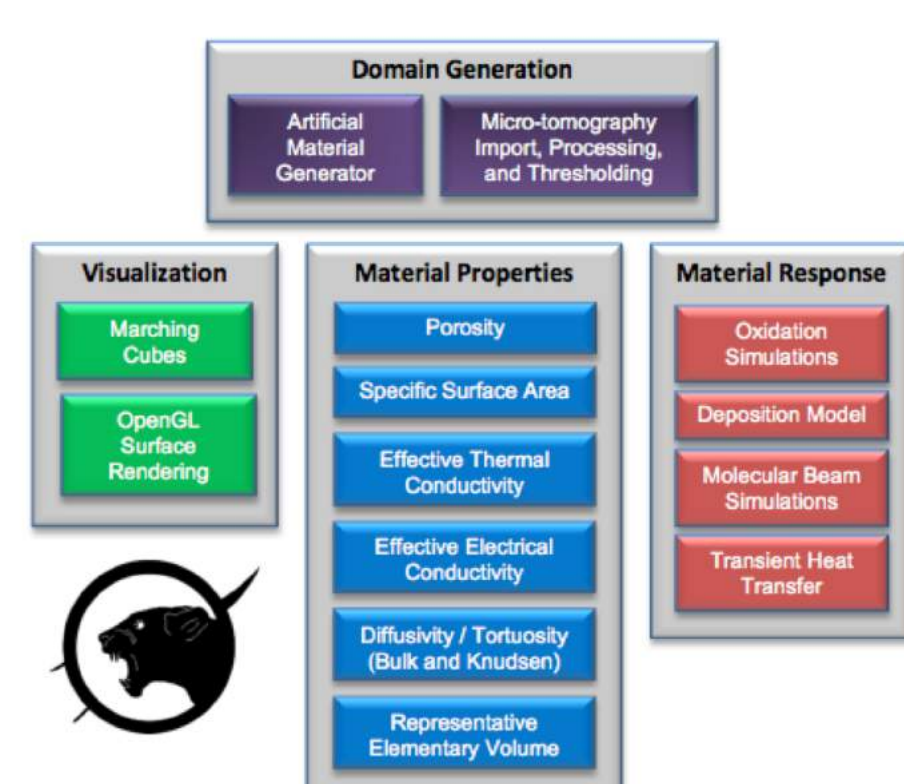 Domain Generation
Artificial
Material
Generator
Micro-tomography
Import, Processing,
and Thresholding
Visualization
Marching
Cubes
OpenGL
Surface
Rendering
Material Properties
Porosity
Specific Surface Area
Effective Thermal
Conductivity
Effective Electrical
Conductivity
Diffusivity / Tortuosity
(Bulk and Knudsen)
Representative
Elementary Volume
Material Response
Oxidation
Simulations
Deposition Model
Molecular Beam
Simulations
Transient Heat
Transfer